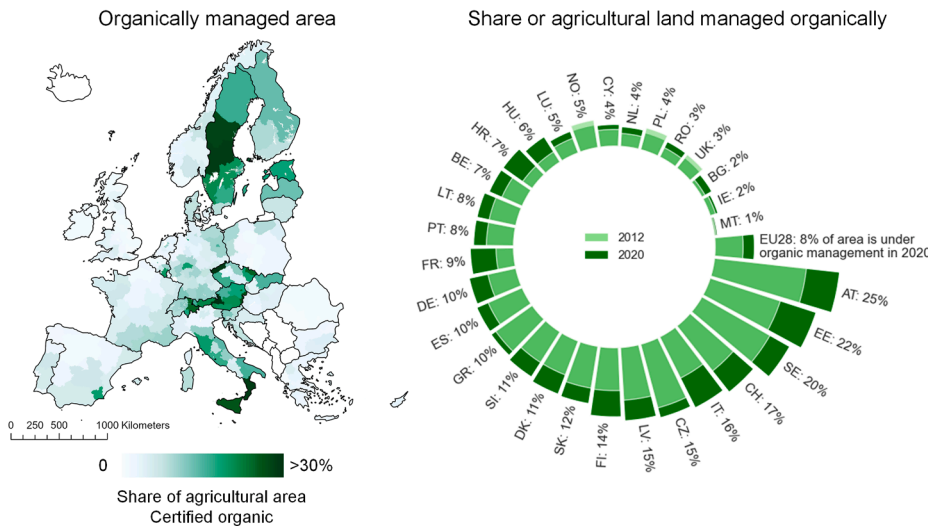 Organically managed area
Share or agricultural land managed organically
0 250 500 1000 Kilometers
0
>30%
Share of agricultural area
Certified organic
2012
2020
EU28: 8% of area is under
organic management in 2020
AT: 25%
EE: 22%
SE: 20%
CH: 17%
IT: 16%
CZ: 15%
LV: 15%
FI: 14%
SK: 12%
DK: 11%
SI: 11%
GR: 10%
ES: 10%
DE: 10%
FR: 9%
PT: 8%
LT: 8%
BE: 7%
HR: 7%
HU: 6%
LU: 5%
NO: 5%
CY: 4%
NL: 4%
PL: 4%
RO: 3%
UK: 3%
BG: 2%
IE: 2%
MT: 1%